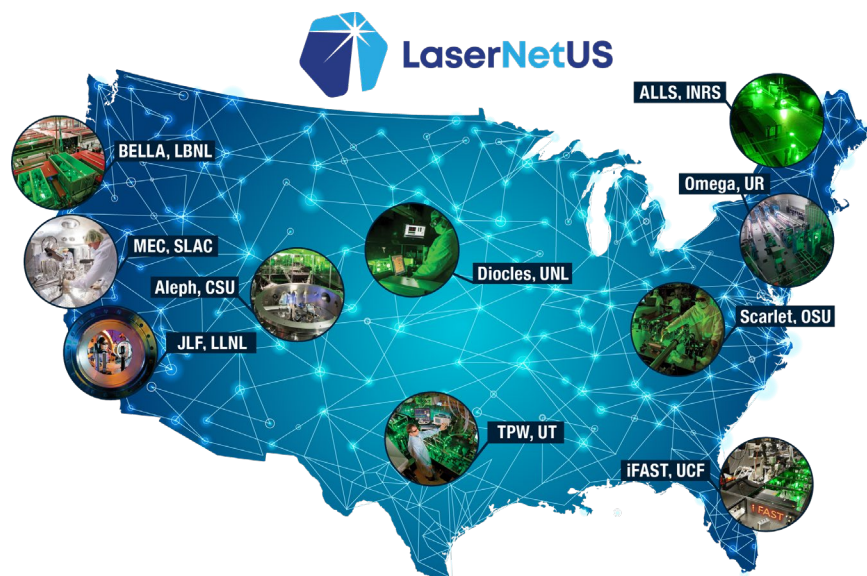 LaserNetUS
ALLS, INRS
BELLA, LBNL
Omega, UR
MEC, SLAC
Diocles, UNL
Aleph, CSU
Scarlet, OSU
JLF, LLNL
TPW, UT
iFAST, UCF
I FAST